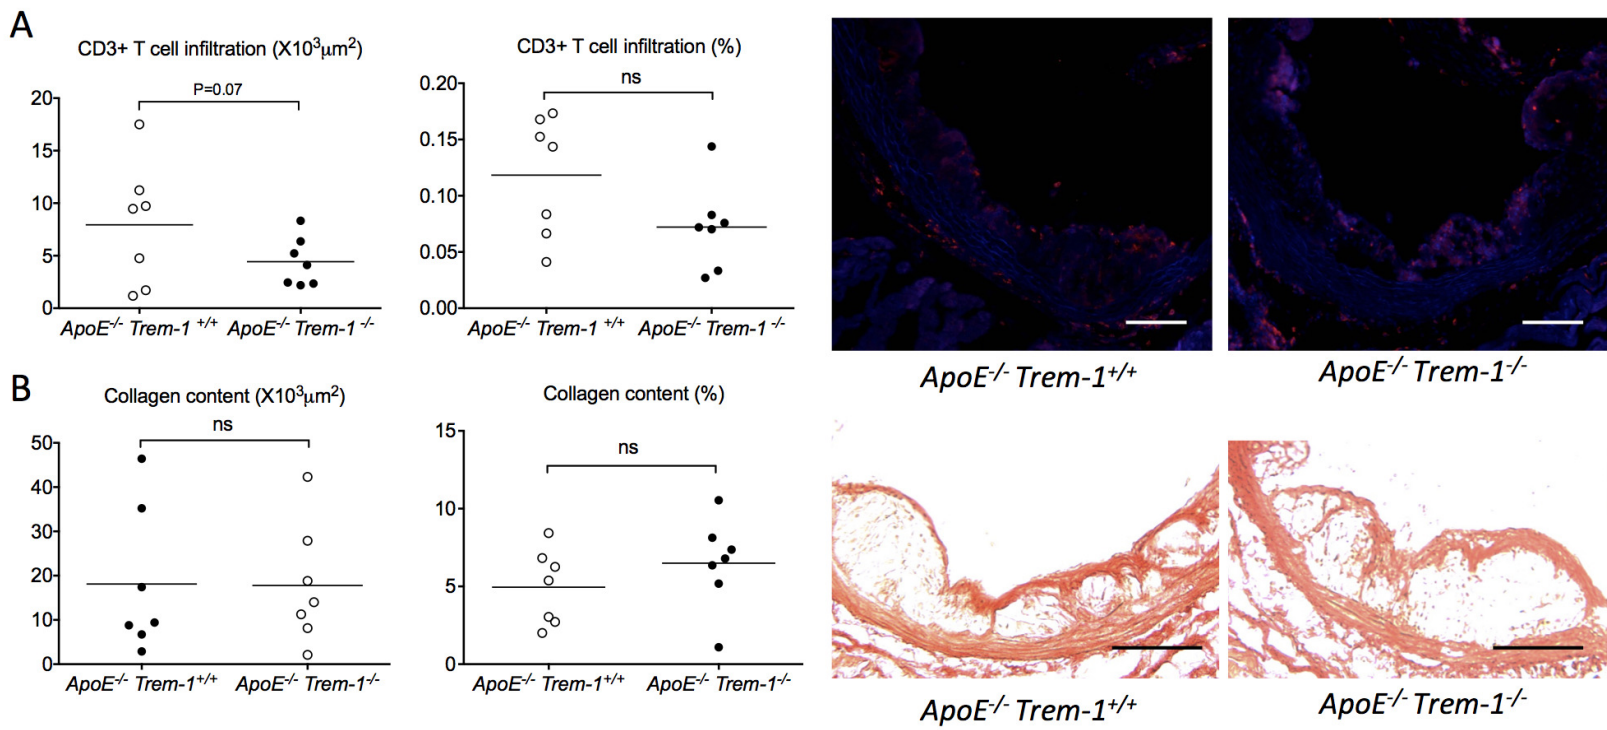 A
CD3+ T cell infiltration (X10³μm²)
P=0.07
20
15
10
5
0
ApoE-/- Trem-1 +/+
ApoE-/- Trem-1 -/-
CD3+ T cell infiltration (%)
ns
0.20
0.15
0.10
0.05
0.00
ApoE-/- Trem-1 +/+
ApoE-/- Trem-1 -/-
ApoE-/- Trem-1+/+
ApoE-/- Trem-1-/-
B
Collagen content (X10³μm²)
ns
50
40
30
20
10
0
ApoE-/- Trem-1+/+
ApoE-/- Trem-1-/-
Collagen content (%)
ns
15
10
5
0
ApoE-/- Trem-1+/+
ApoE-/- Trem-1-/-
ApoE-/- Trem-1+/+
ApoE-/- Trem-1-/-